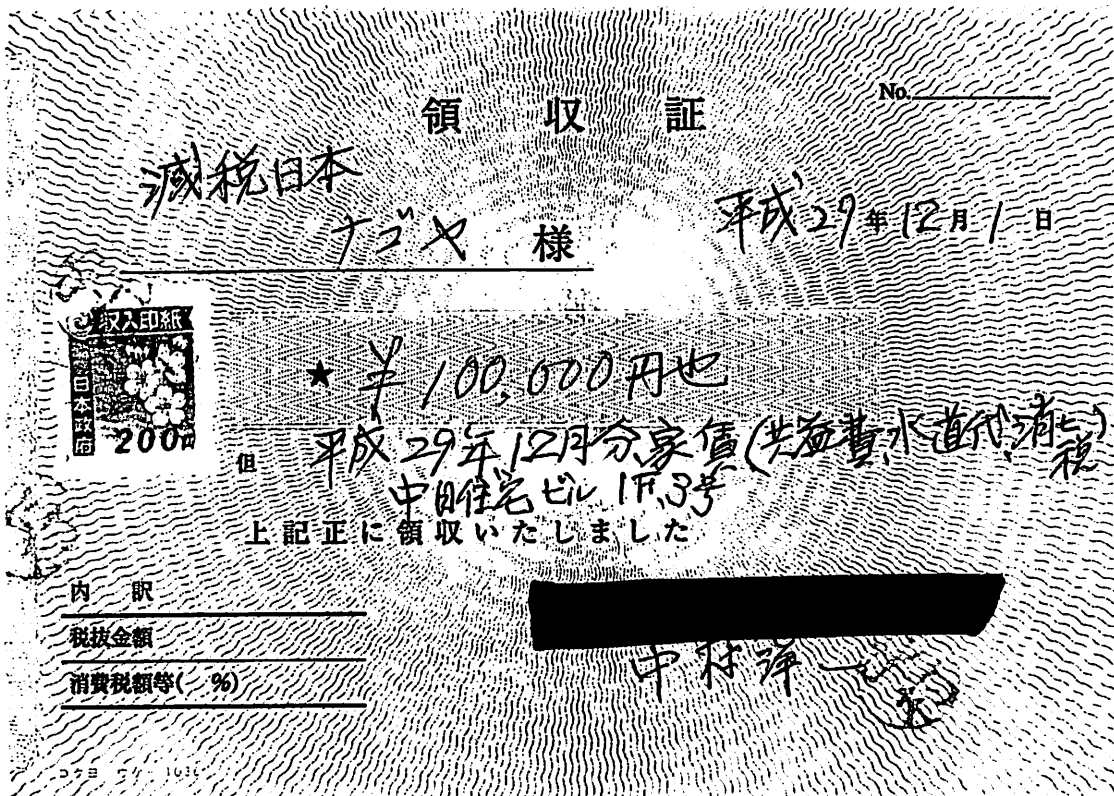 領収証
No.
減税日本
ナゴヤ 様
平成29年12月1日
収入印紙
日本政府
200円
★ ¥100,000円也
但 平成29年12月分家賃(共益費、水道代、消セ税)
中日住宅ビル 1F,3号
上記正に領収いたしました
内訳
税抜金額
消費税額等( %)
中村洋一